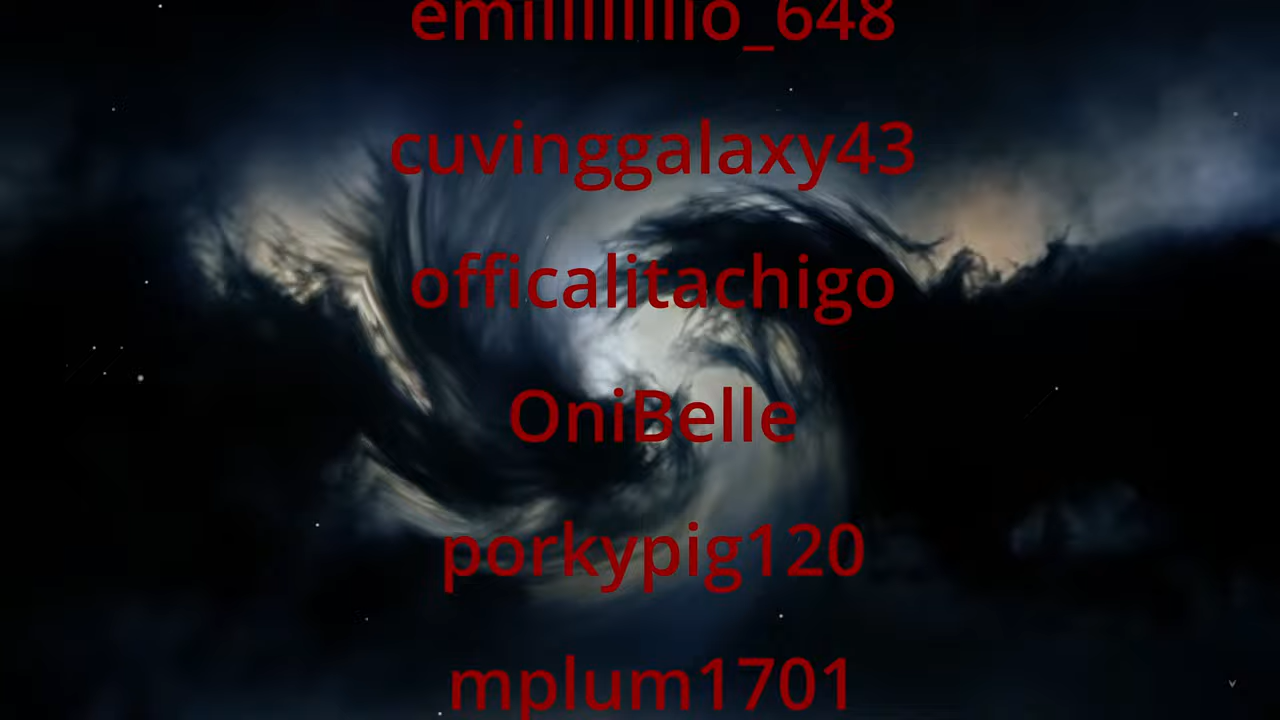 cuvinggalaxy43
officalitachigo
OniBelle
porkypig120
mplum1701